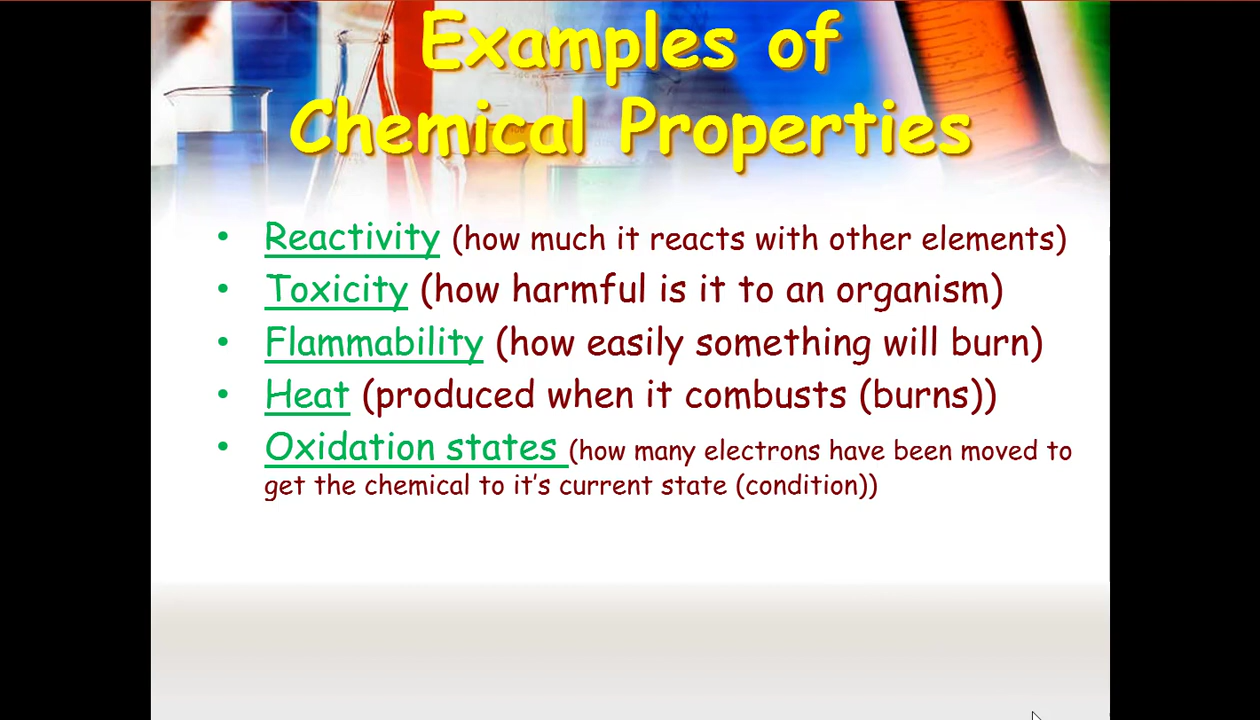 Examples of
Chemical Properties
• Reactivity (how much it reacts with other elements)
• Toxicity (how harmful is it to an organism)
• Flammability (how easily something will burn)
• Heat (produced when it combusts (burns))
• Oxidation states (how many electrons have been moved to
get the chemical to it's current state (condition))